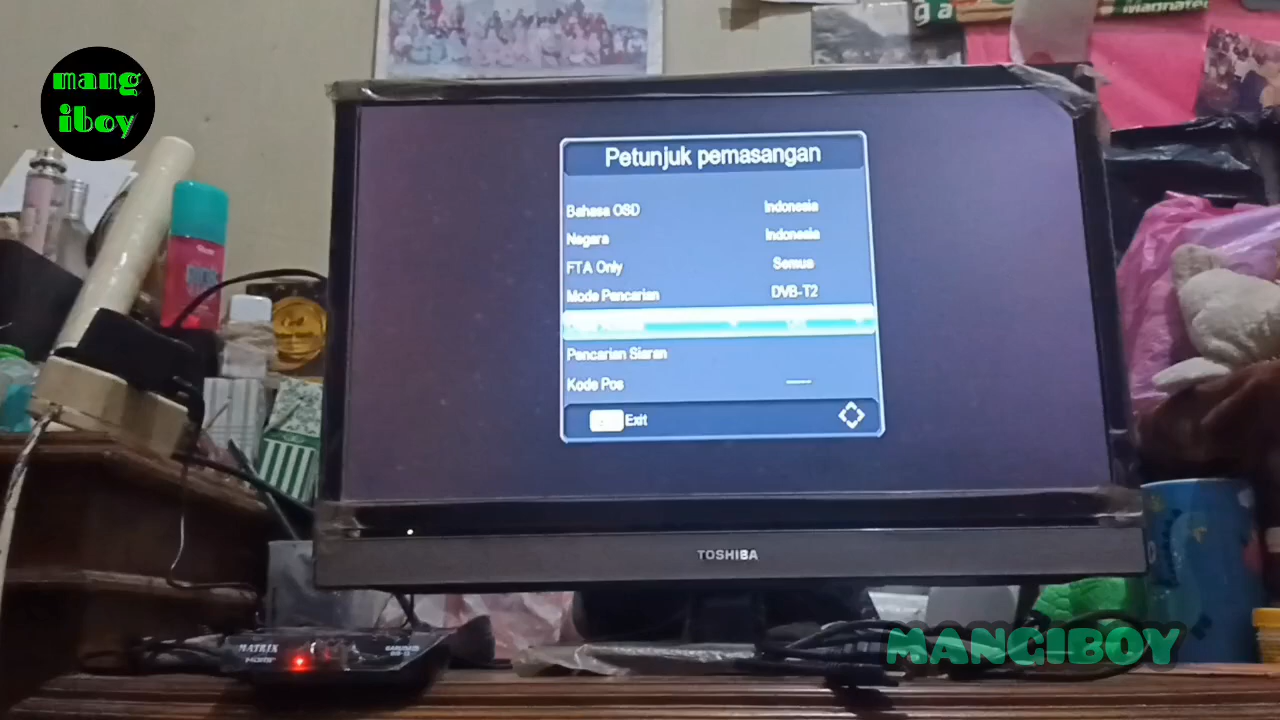 mang
iboy
Petunjuk pemasangan
Bahasa OSD Indonesia
Negara Indonesia
FTA Only Semua
Mode Pencarian DVB-T2
Pencarian Siaran
Kode Pos
Exit
TOSHIBA
MATRIX
HDMI
MANGIBOY